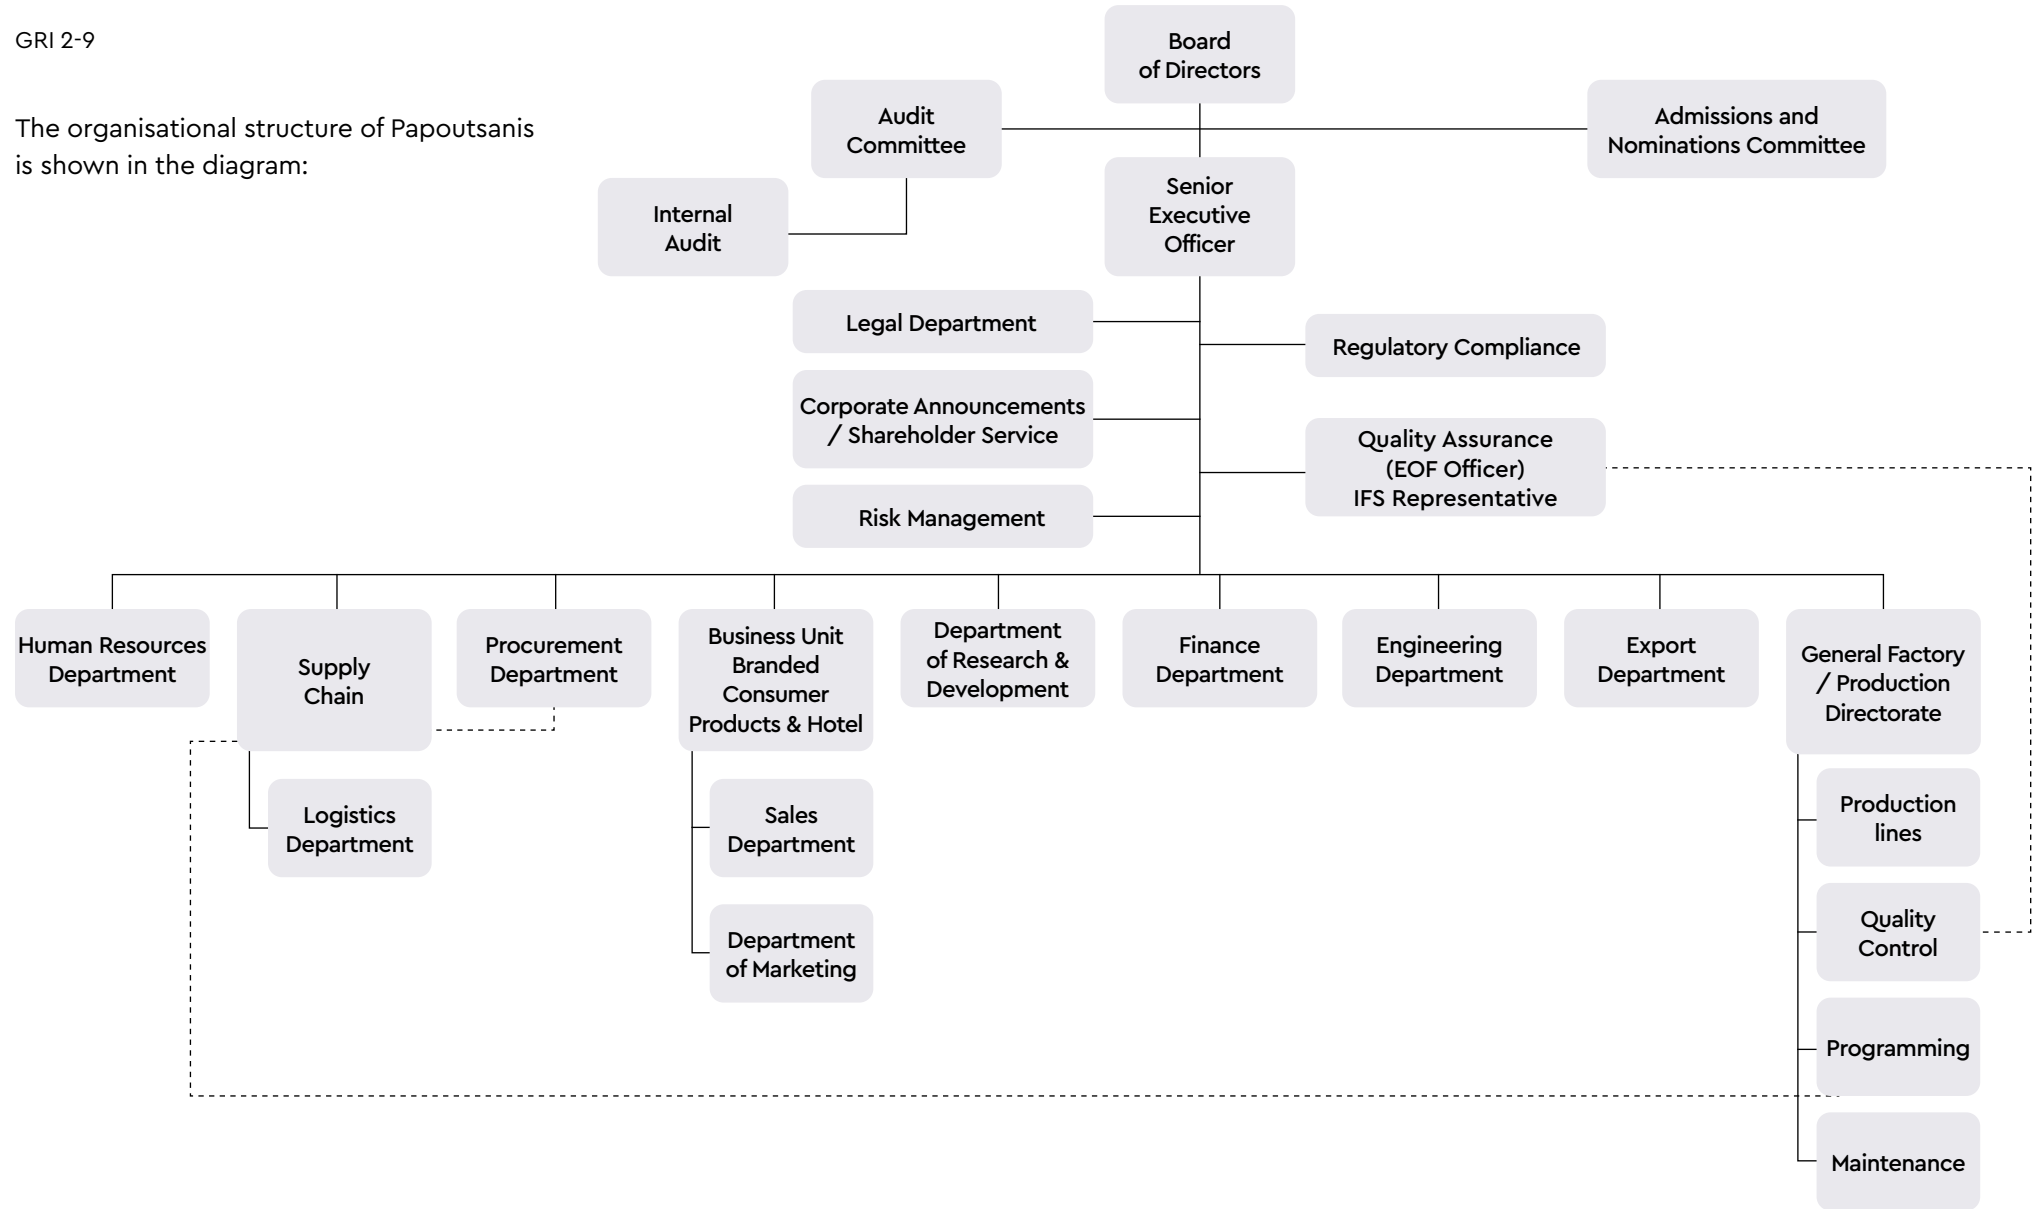 GRI 2-9
The organisational structure of Papoutsanis
is shown in the diagram:
Board
of Directors
Audit
Committee
Admissions and
Nominations Committee
Internal
Audit
Senior
Executive
Officer
Legal Department
Regulatory Compliance
Corporate Announcements
/ Shareholder Service
Quality Assurance
(EOF Officer)
IFS Representative
Risk Management
Human Resources
Department
Supply
Chain
Procurement
Department
Business Unit
Branded
Consumer
Products & Hotel
Department
of Research &
Development
Finance
Department
Engineering
Department
Export
Department
General Factory
/ Production
Directorate
Logistics
Department
Sales
Department
Department
of Marketing
Production
lines
Quality
Control
Programming
Maintenance